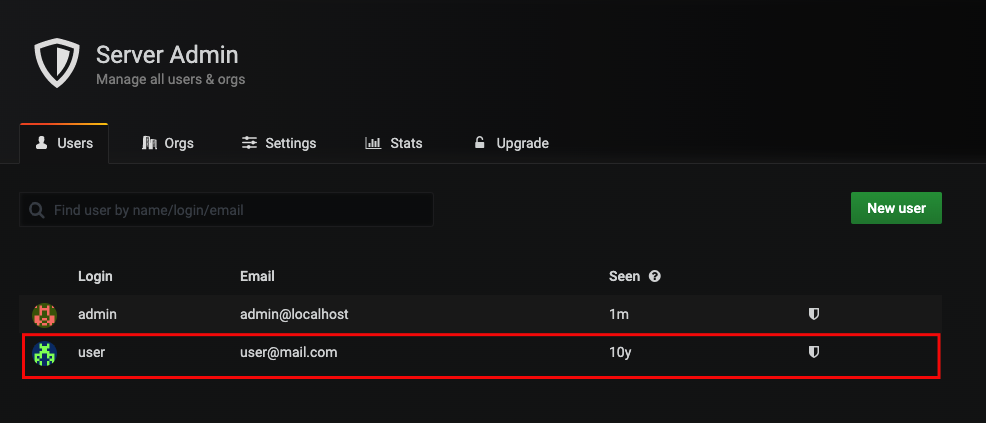 Server Admin
Manage all users & orgs
Users Orgs Settings Stats Upgrade
Find user by name/login/email
New user
Login Email Seen
admin admin@localhost 1m
user user@mail.com 10y